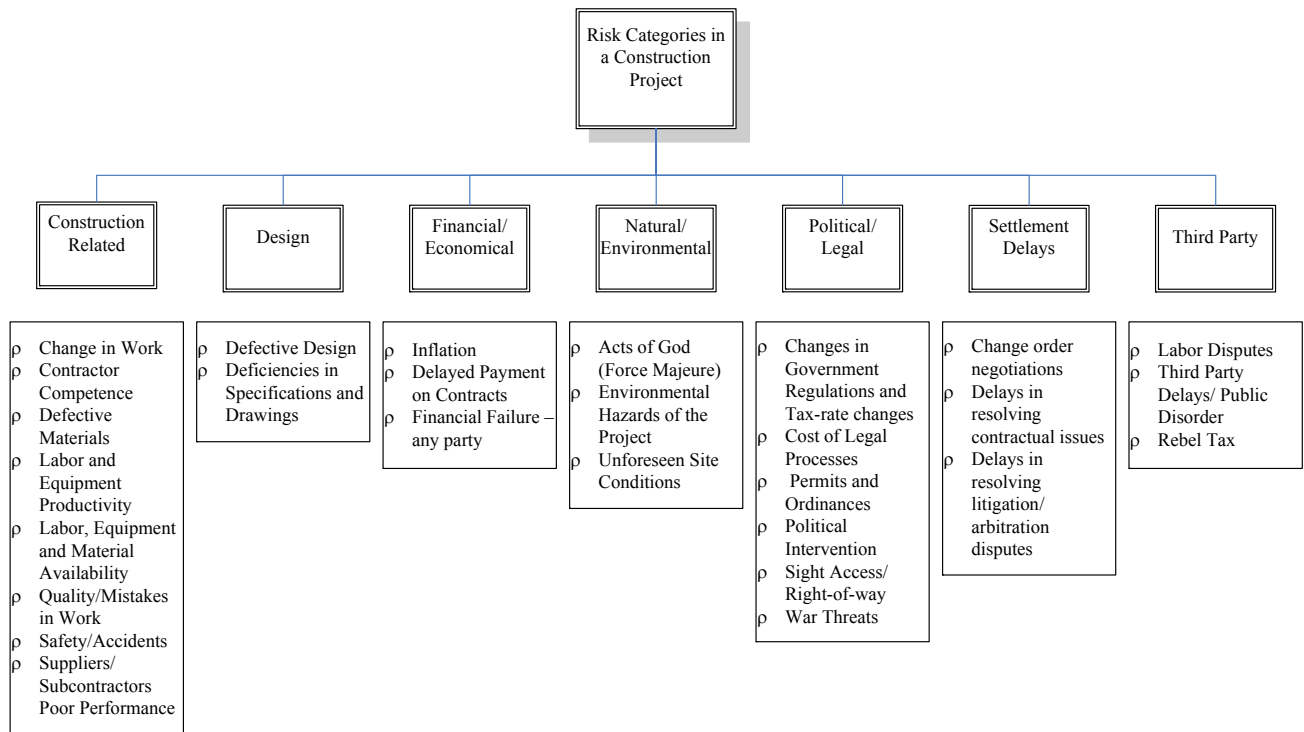 Risk Categories in
a Construction
Project
Construction
Related
Design
Financial/
Economical
Natural/
Environmental
Political/
Legal
Settlement
Delays
Third Party
ρ Change in Work
ρ Contractor
Competence
ρ Defective
Materials
ρ Labor and
Equipment
Productivity
ρ Labor, Equipment
and Material
Availability
ρ Quality/Mistakes
in Work
ρ Safety/Accidents
ρ Suppliers/
Subcontractors
Poor Performance
ρ Defective Design
ρ Deficiencies in
Specifications and
Drawings
ρ Inflation
ρ Delayed Payment
on Contracts
ρ Financial Failure –
any party
ρ Acts of God
(Force Majeure)
ρ Environmental
Hazards of the
Project
ρ Unforeseen Site
Conditions
ρ Changes in
Government
Regulations and
Tax-rate changes
ρ Cost of Legal
Processes
ρ Permits and
Ordinances
ρ Political
Intervention
ρ Sight Access/
Right-of-way
ρ War Threats
ρ Change order
negotiations
ρ Delays in
resolving
contractual issues
ρ Delays in
resolving
litigation/
arbitration
disputes
ρ Labor Disputes
ρ Third Party
Delays/ Public
Disorder
ρ Rebel Tax